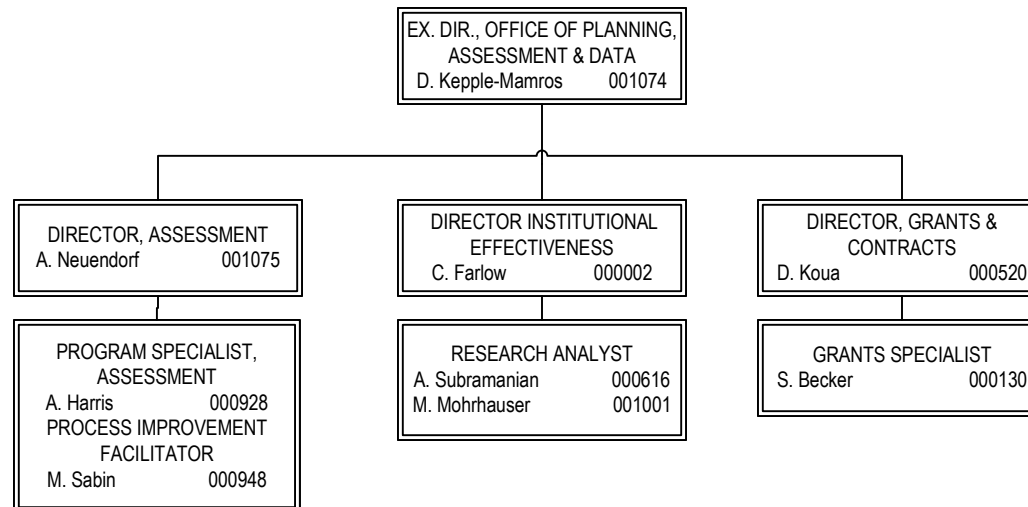 EX. DIR., OFFICE OF PLANNING,
ASSESSMENT & DATA
D. Kepple-Mamros 001074
DIRECTOR, ASSESSMENT
A. Neuendorf 001075
DIRECTOR INSTITUTIONAL
EFFECTIVENESS
C. Farlow 000002
DIRECTOR, GRANTS &
CONTRACTS
D. Koua 000520
PROGRAM SPECIALIST,
ASSESSMENT
A. Harris 000928
PROCESS IMPROVEMENT
FACILITATOR
M. Sabin 000948
RESEARCH ANALYST
A. Subramanian 000616
M. Mohrhauser 001001
GRANTS SPECIALIST
S. Becker 000130